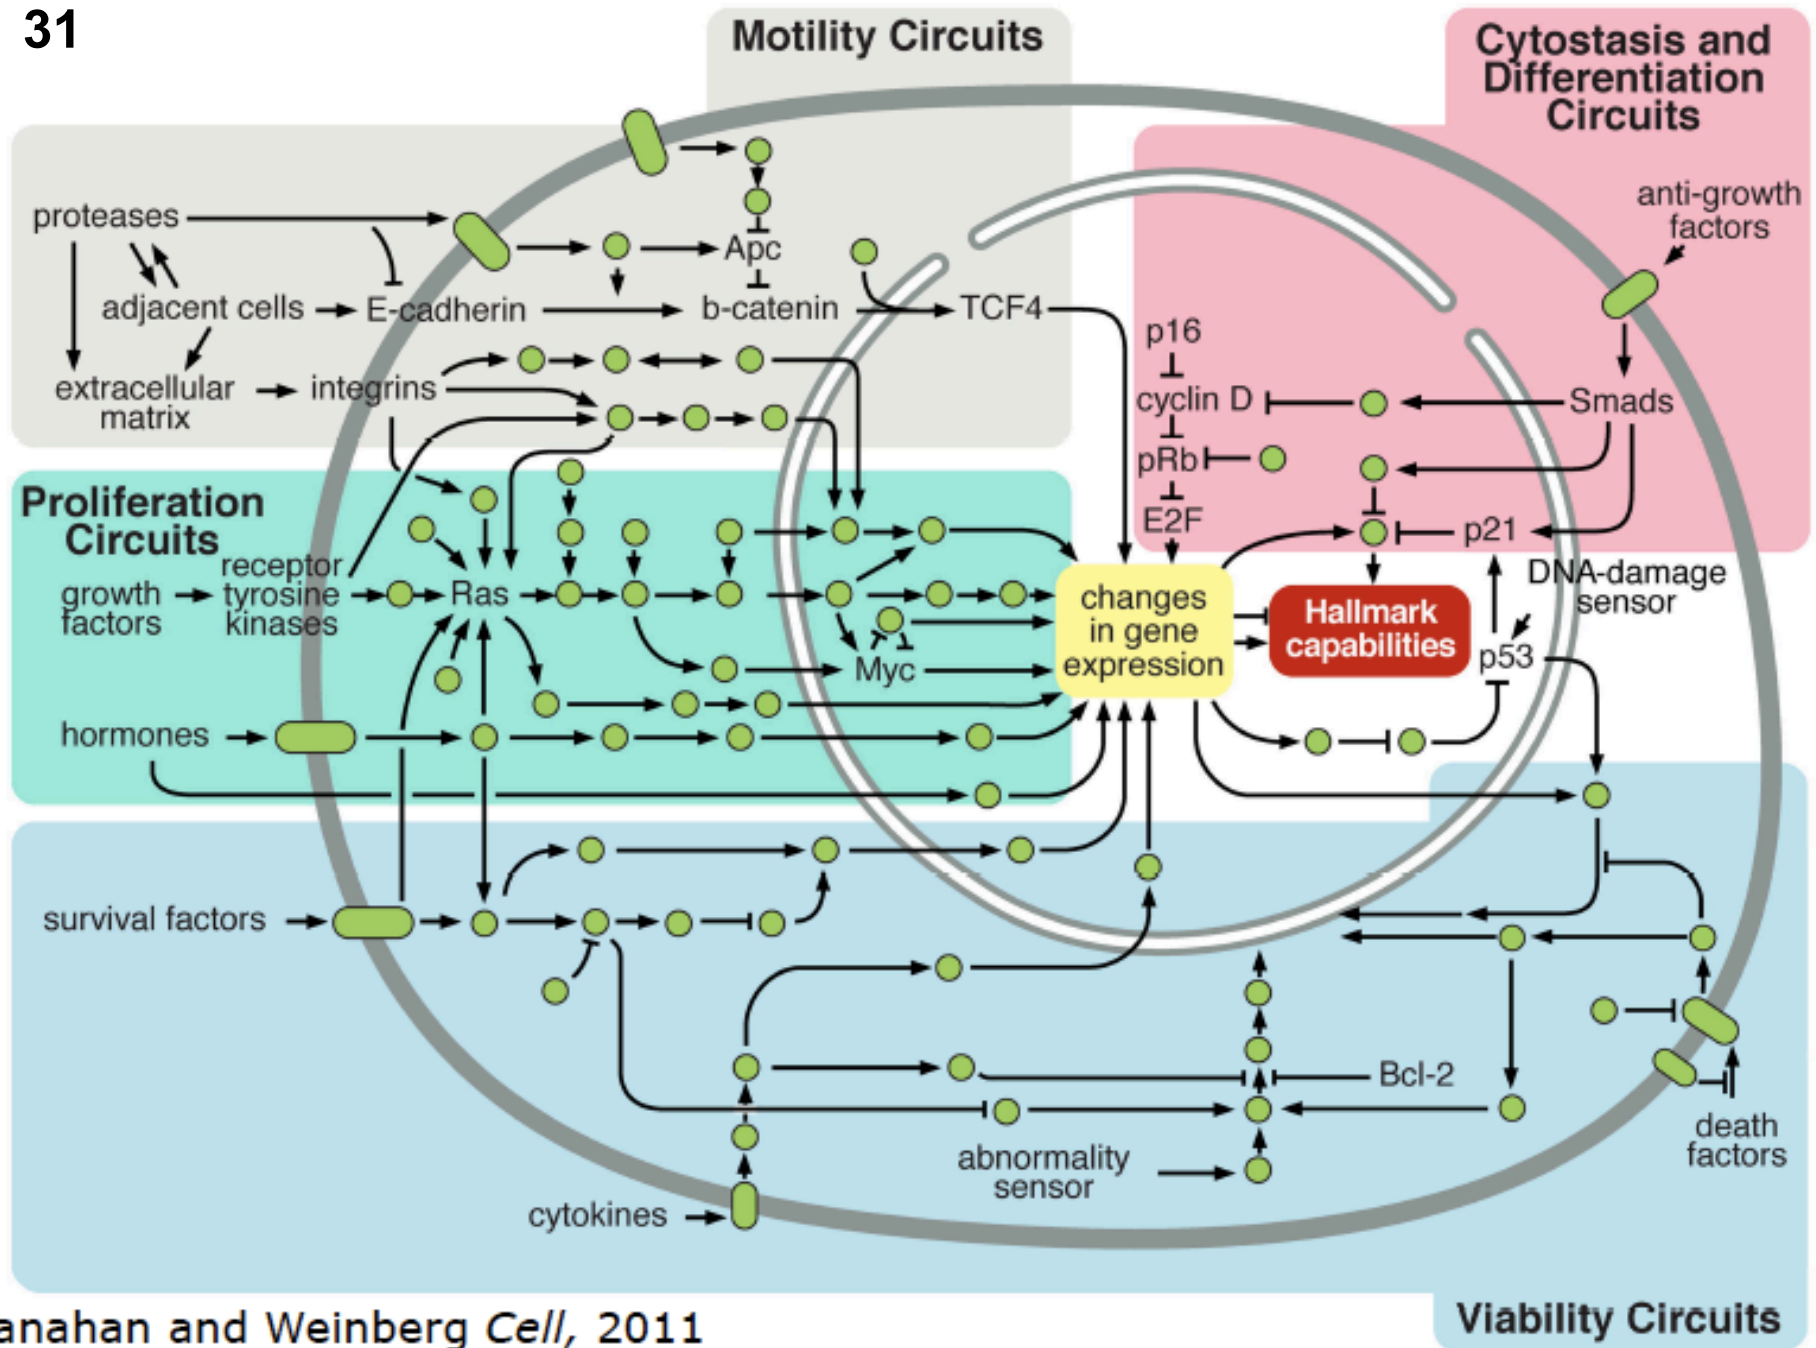 31
Motility Circuits
Cytostasis and
Differentiation
Circuits
anti-growth
factors
proteases
Apc
adjacent cells
E-cadherin
b-catenin
TCF4
p16
extracellular
matrix
integrins
cyclin D
Smads
pRb
E2F
p21
Proliferation
Circuits
growth
factors
receptor
tyrosine
kinases
Ras
Myc
changes
in gene
expression
Hallmark
capabilities
DNA-damage
sensor
p53
hormones
survival factors
Bcl-2
abnormality
sensor
death
factors
cytokines
Viability Circuits
anahan and Weinberg Cell, 2011